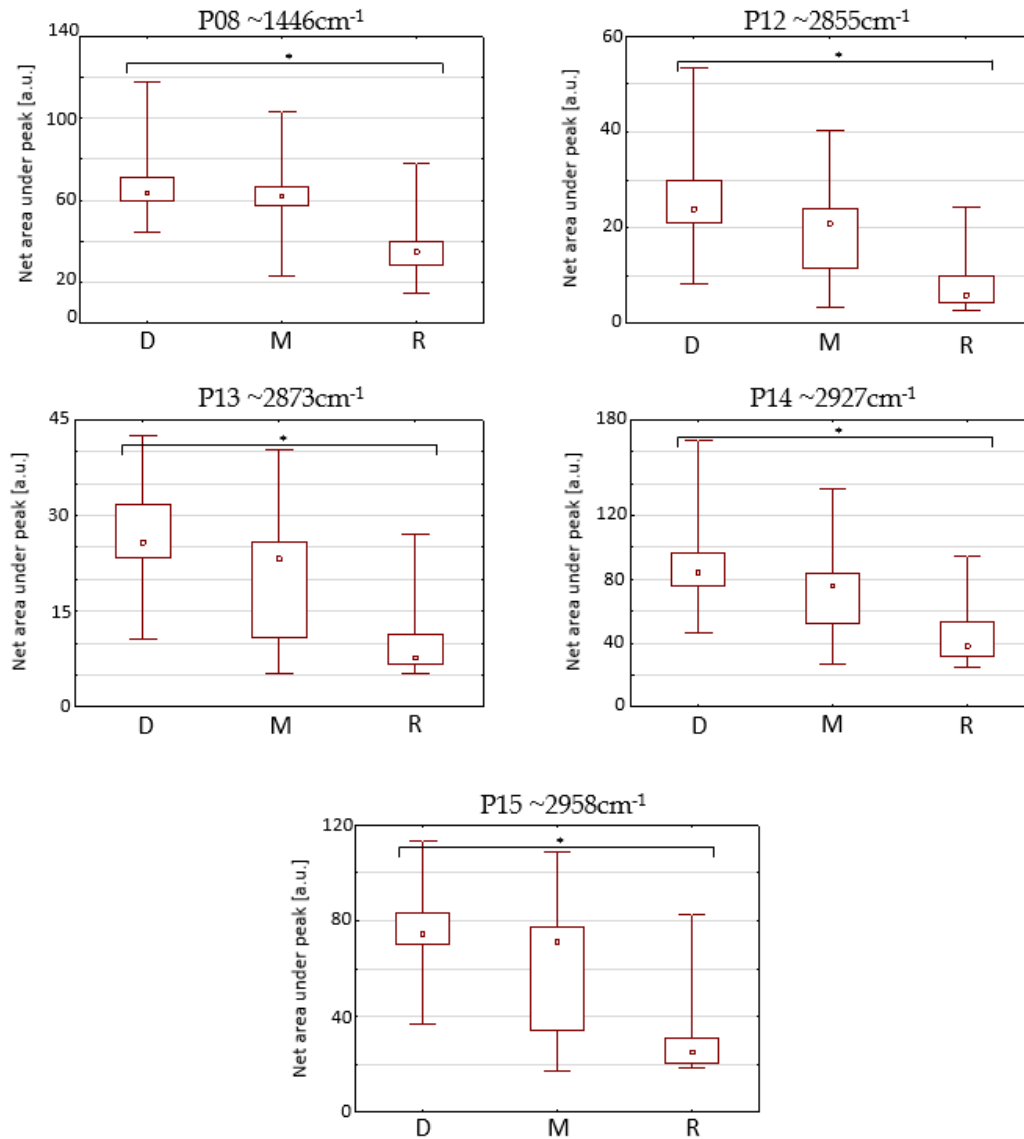 P08 ~1446cm-1
Net area under peak [a.u.]
140
100
60
20
0
*
D M R
P12 ~2855cm-1
Net area under peak [a.u.]
60
40
20
0
*
D M R
P13 ~2873cm-1
Net area under peak [a.u.]
45
30
15
0
*
D M R
P14 ~2927cm-1
Net area under peak [a.u.]
180
120
80
40
0
*
D M R
P15 ~2958cm-1
Net area under peak [a.u.]
120
80
40
0
*
D M R